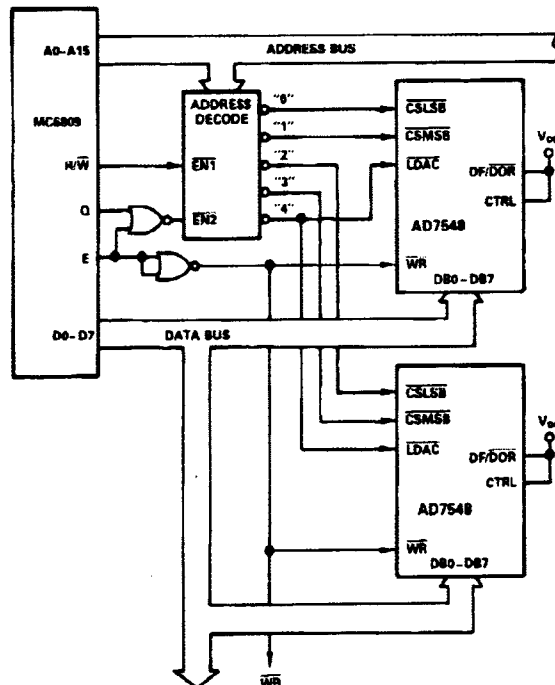 A0-A15
ADDRESS BUS
MC6809
ADDRESS
DECODE
"0"
"1"
"2"
"3"
"4"
CSLSB
CSMSB
LDAC
DF/DOR
CTRL
AD7548
WR
DB0-DB7
R/W
EN1
Q
EN2
E
D0-D7
DATA BUS
CSLSB
CSMSB
LDAC
DF/DOR
CTRL
AD7548
WR
DB0-DB7
WR